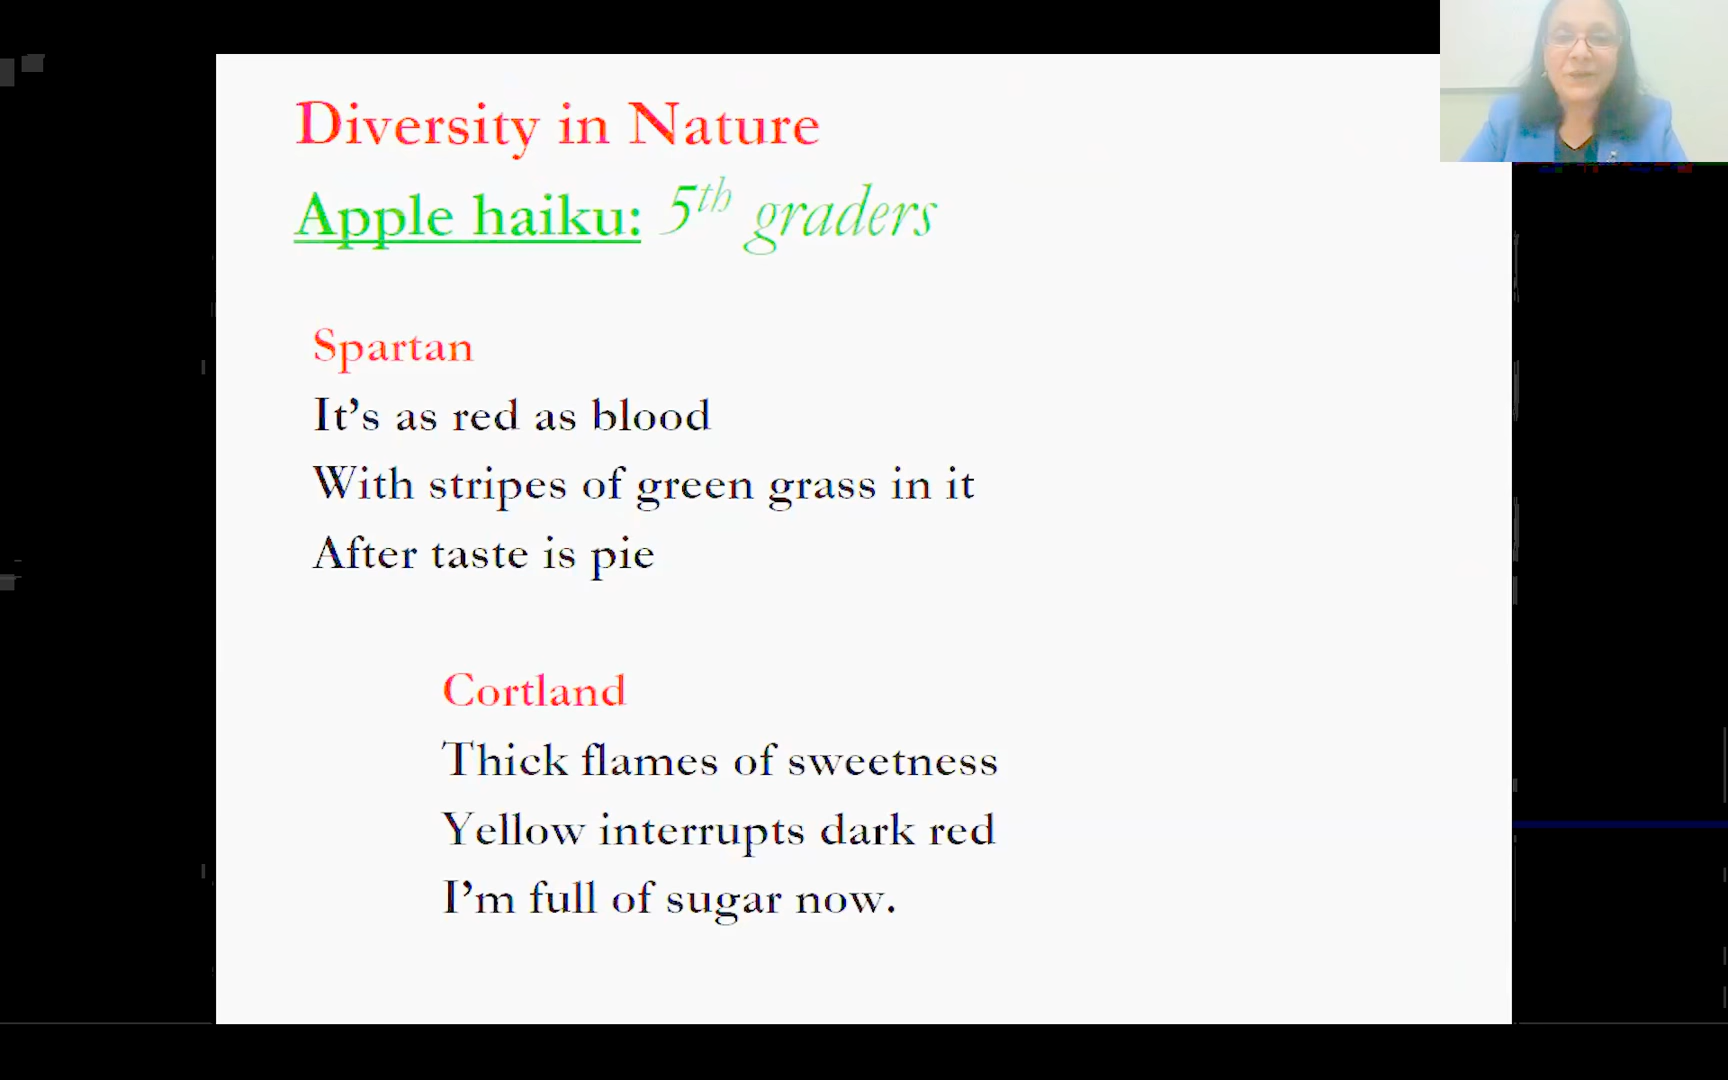 Diversity in Nature
Apple haiku: 5th graders
Spartan
It’s as red as blood
With stripes of green grass in it
After taste is pie
Cortland
Thick flames of sweetness
Yellow interrupts dark red
I’m full of sugar now.